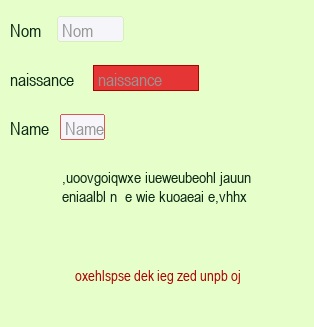 Nom Nom
naissance naissance
Name Name
,uoovgoiqwxe iueweubeohl jauun
eniaalbl n e wie kuoaeai e,vhhx
oxehlspse dek ieg zed unpb oj